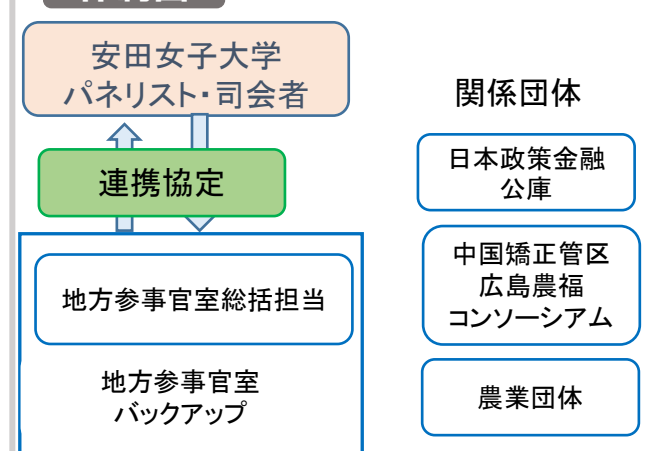 安田女子大学
パネリスト・司会者
連携協定
地方参事官室総括担当
地方参事官室
バックアップ
関係団体
日本政策金融
公庫
中国矯正管区
広島農福
コンソーシアム
農業団体